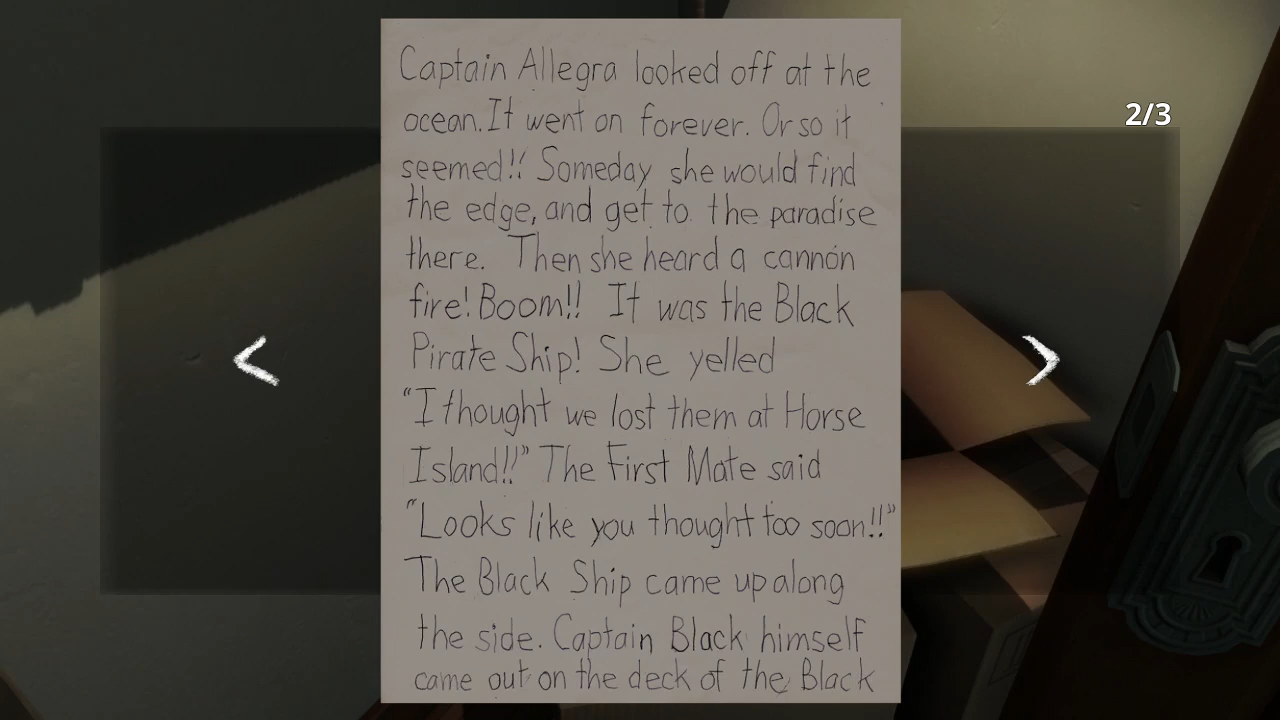 2/3
Captain Allegra looked off at the
ocean. It went on forever. Or so it
seemed!! Someday she would find
the edge, and get to the paradise
there. Then she heard a cannon
fire! Boom!! It was the Black
Pirate Ship! She yelled
"I thought we lost them at Horse
Island!!" The First Mate said
"Looks like you thought too soon!!"
The Black Ship came up along
the side. Captain Black himself
came out on the deck of the Black